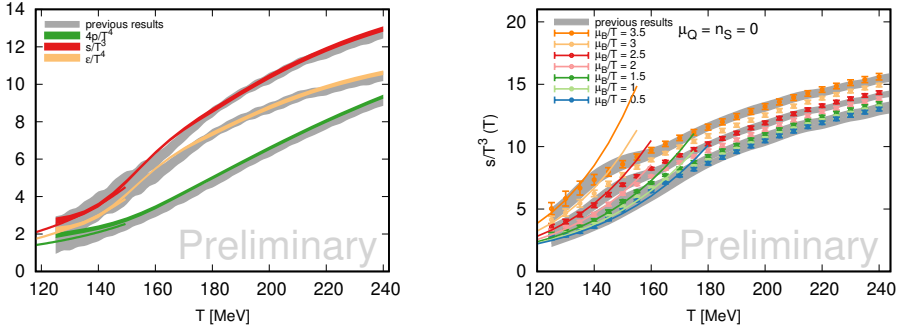 14
12
10
8
6
4
2
0
120 140 160 180 200 220 240
T [MeV]
previous results
4p/T⁴
s/T³
ε/T⁴
Preliminary
20
15
10
5
0
120 140 160 180 200 220 240
T [MeV]
s/T³ (T)
previous results
μ_B/T = 3.5
μ_B/T = 3
μ_B/T = 2.5
μ_B/T = 2
μ_B/T = 1.5
μ_B/T = 1
μ_B/T = 0.5
μ_Q = n_S = 0
Preliminary